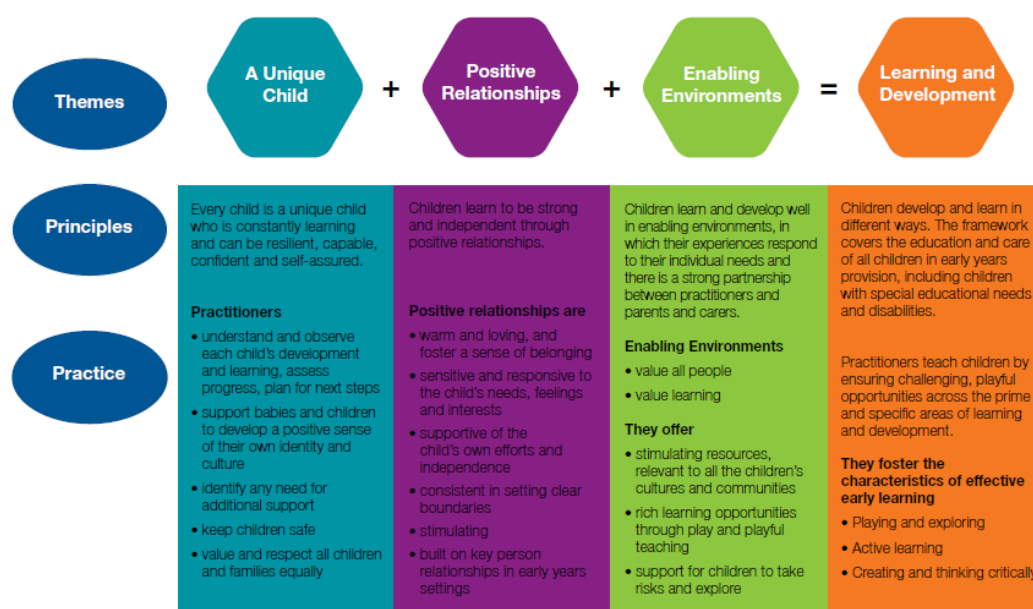 Themes
A Unique
Child
+
Positive
Relationships
+
Enabling
Environments
=
Learning and
Development
Principles
Every child is a unique child
who is constantly learning
and can be resilient, capable,
confident and self-assured.
Children learn to be strong
and independent through
positive relationships.
Children learn and develop well
in enabling environments, in
which their experiences respond
to their individual needs and
there is a strong partnership
between practitioners and
parents and carers.
Children develop and learn in
different ways. The framework
covers the education and care
of all children in early years
provision, including children
with special educational needs
and disabilities.
Practice
Practitioners
• understand and observe
each child's development
and learning, assess
progress, plan for next steps
• support babies and children
to develop a positive sense
of their own identity and
culture
• identify any need for
additional support
• keep children safe
• value and respect all children
and families equally
Positive relationships are
• warm and loving, and
foster a sense of belonging
• sensitive and responsive to
the child's needs, feelings
and interests
• supportive of the
child's own efforts and
independence
• consistent in setting clear
boundaries
• stimulating
• built on key person
relationships in early years
settings
Enabling Environments
• value all people
• value learning
They offer
• stimulating resources,
relevant to all the children's
cultures and communities
• rich learning opportunities
through play and playful
teaching
• support for children to take
risks and explore
Practitioners teach children by
ensuring challenging, playful
opportunities across the prime
and specific areas of learning
and development.
They foster the
characteristics of effective
early learning
• Playing and exploring
• Active learning
• Creating and thinking critically